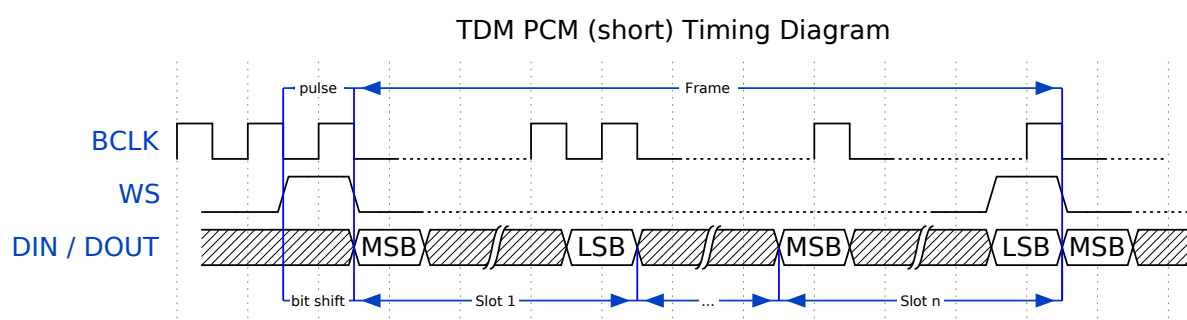 TDM PCM (short) Timing Diagram
pulse
Frame
BCLK
WS
DIN / DOUT
MSB LSB MSB LSB MSB
bit shift Slot 1 ... Slot n